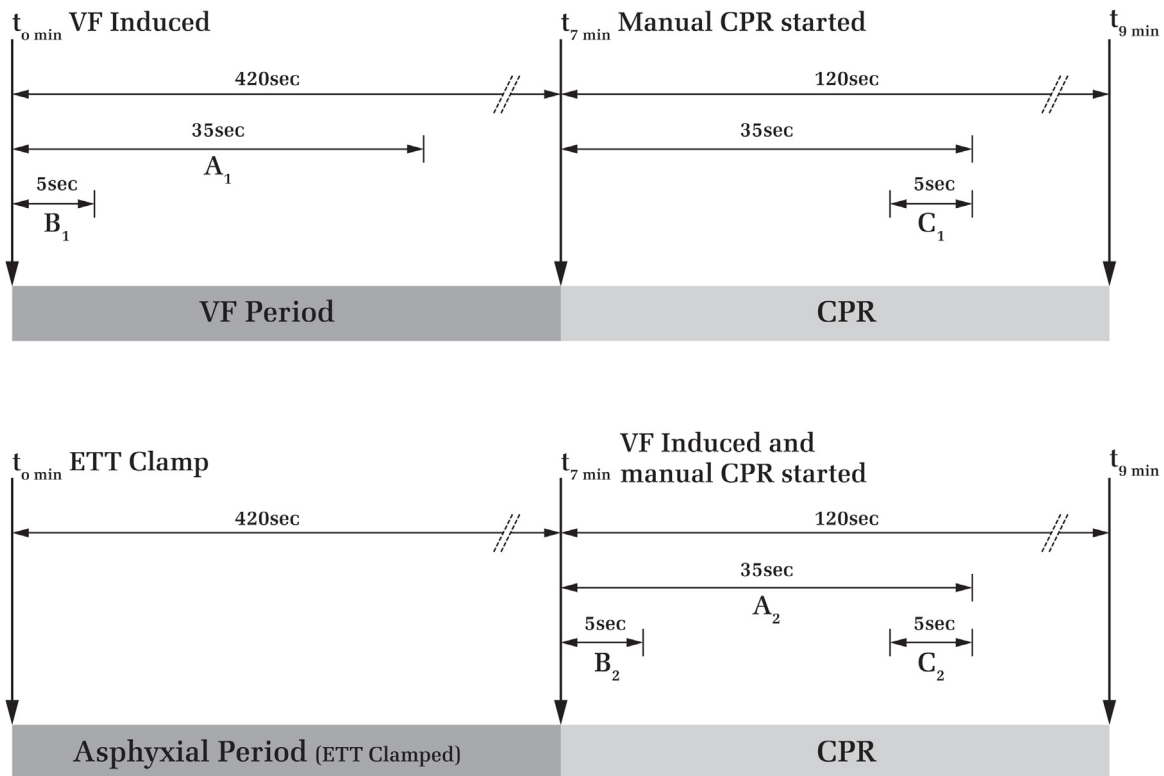 t₀ min VF Induced
t₇ min Manual CPR started
t₉ min
420sec
120sec
35sec
A₁
35sec
5sec
B₁
5sec
C₁
VF Period
CPR
t₀ min ETT Clamp
t₇ min VF Induced and
manual CPR started
t₉ min
420sec
120sec
35sec
A₂
5sec
B₂
5sec
C₂
Asphyxial Period (ETT Clamped)
CPR